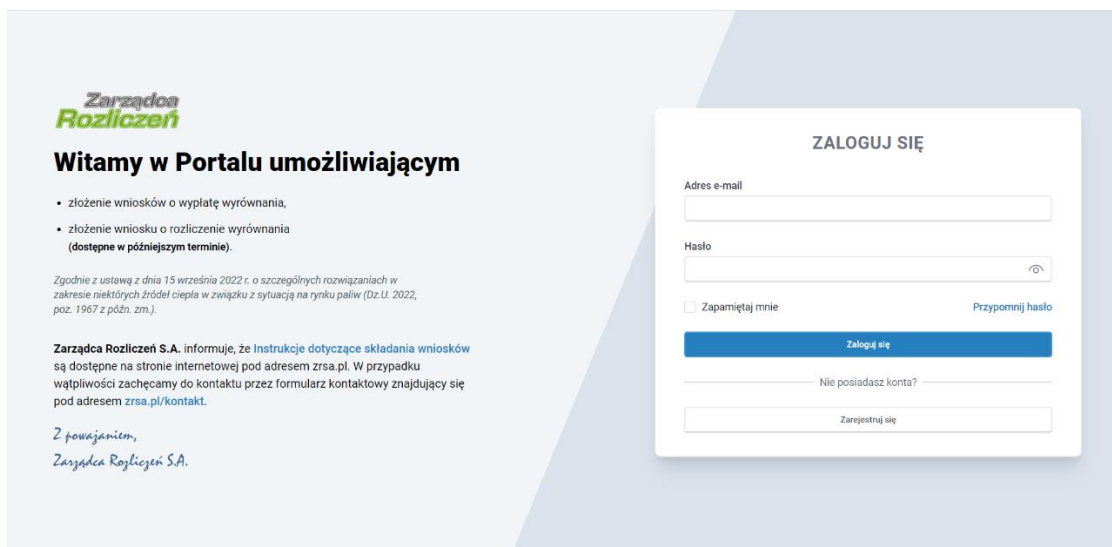 Zarządca
Rozliczeń
Witamy w Portalu umożliwiającym
• złożenie wniosków o wypłatę wyrównania,
• złożenie wniosku o rozliczenie wyrównania
(dostępne w późniejszym terminie).
Zgodnie z ustawą z dnia 15 września 2022 r. o szczególnych rozwiązaniach w
zakresie niektórych źródeł ciepła w związku z sytuacją na rynku paliw (Dz.U. 2022,
poz. 1967 z późn. zm.).
Zarządca Rozliczeń S.A. informuje, że Instrukcje dotyczące składania wniosków
są dostępne na stronie internetowej pod adresem zrsa.pl. W przypadku
wątpliwości zachęcamy do kontaktu przez formularz kontaktowy znajdujący się
pod adresem zrsa.pl/kontakt.
Z poważaniem,
Zarządca Rozliczeń S.A.
ZALOGUJ SIĘ
Adres e-mail
Hasło
Zapamiętaj mnie
Przypomnij hasło
Zaloguj się
Nie posiadasz konta?
Zarejestruj się